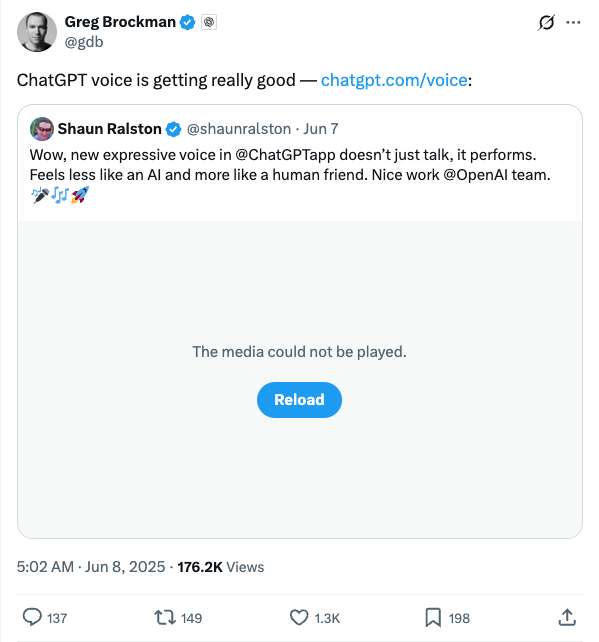 Greg Brockman
@gdb
ChatGPT voice is getting really good — chatgpt.com/voice:
Shaun Ralston @shaunralston · Jun 7
Wow, new expressive voice in @ChatGPTapp doesn’t just talk, it performs.
Feels less like an AI and more like a human friend. Nice work @OpenAI team.
🎤🎶🚀
The media could not be played.
Reload
5:02 AM · Jun 8, 2025 · 176.2K Views
137 149 1.3K 198